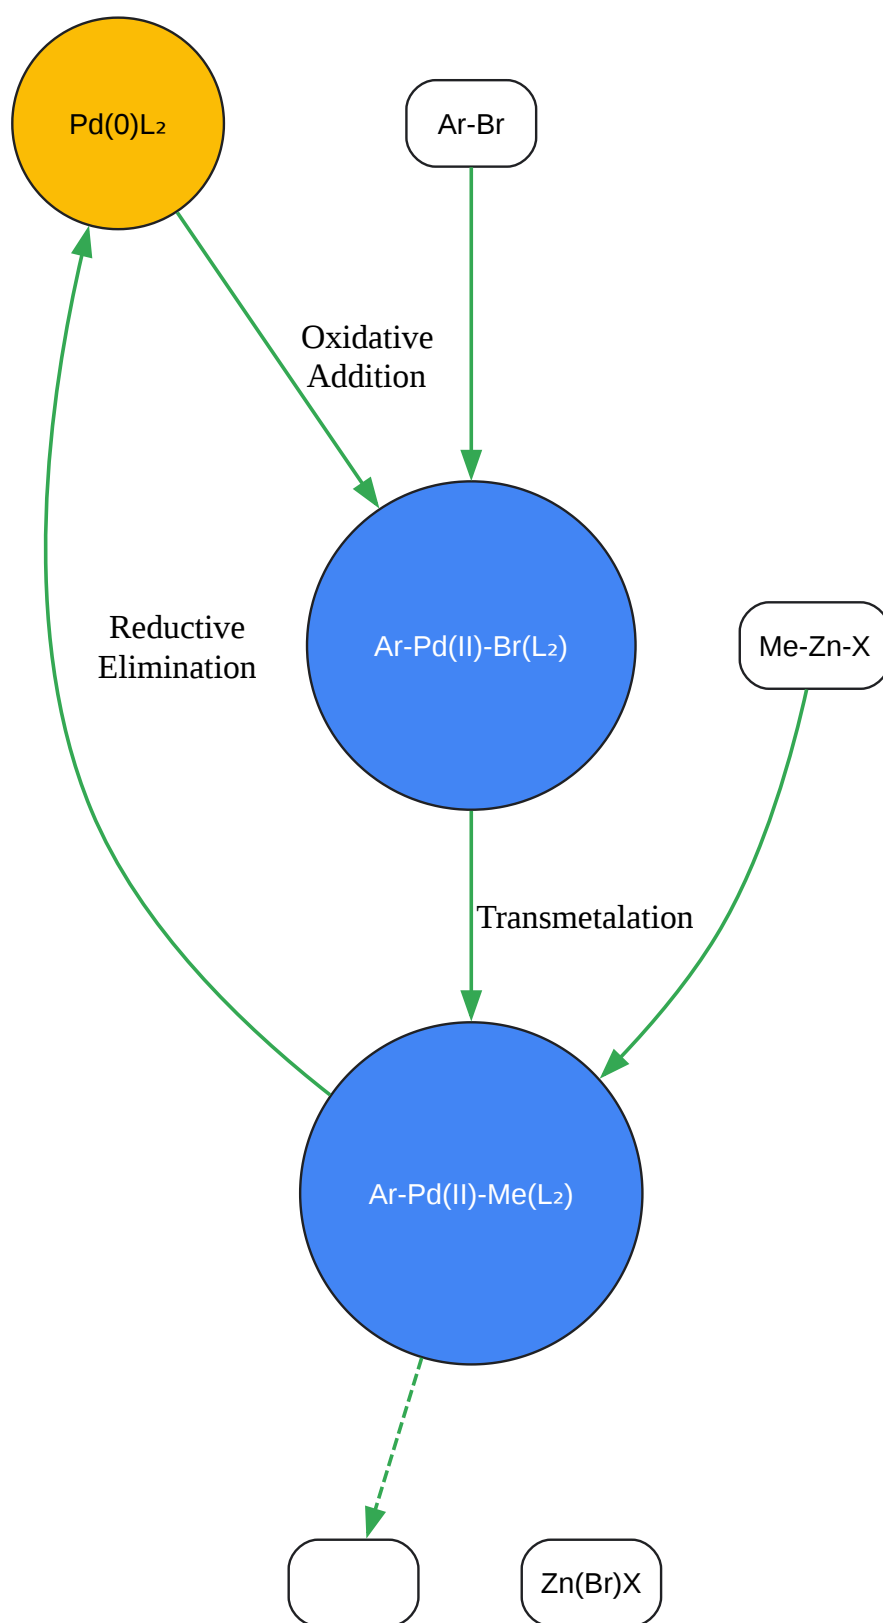 Pd(0)L₂
Ar-Br
Oxidative
Addition
Reductive
Elimination
Ar-Pd(II)-Br(L₂)
Me-Zn-X
Transmetalation
Ar-Pd(II)-Me(L₂)
Zn(Br)X